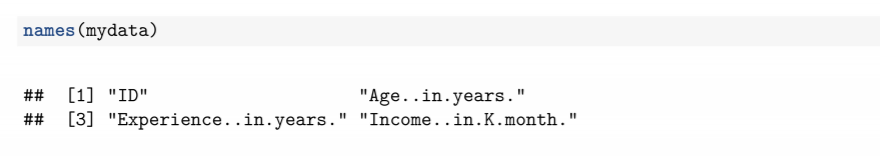 names(mydata)
## [1] "ID" "Age..in.years."
## [3] "Experience..in.years." "Income..in.K.month."